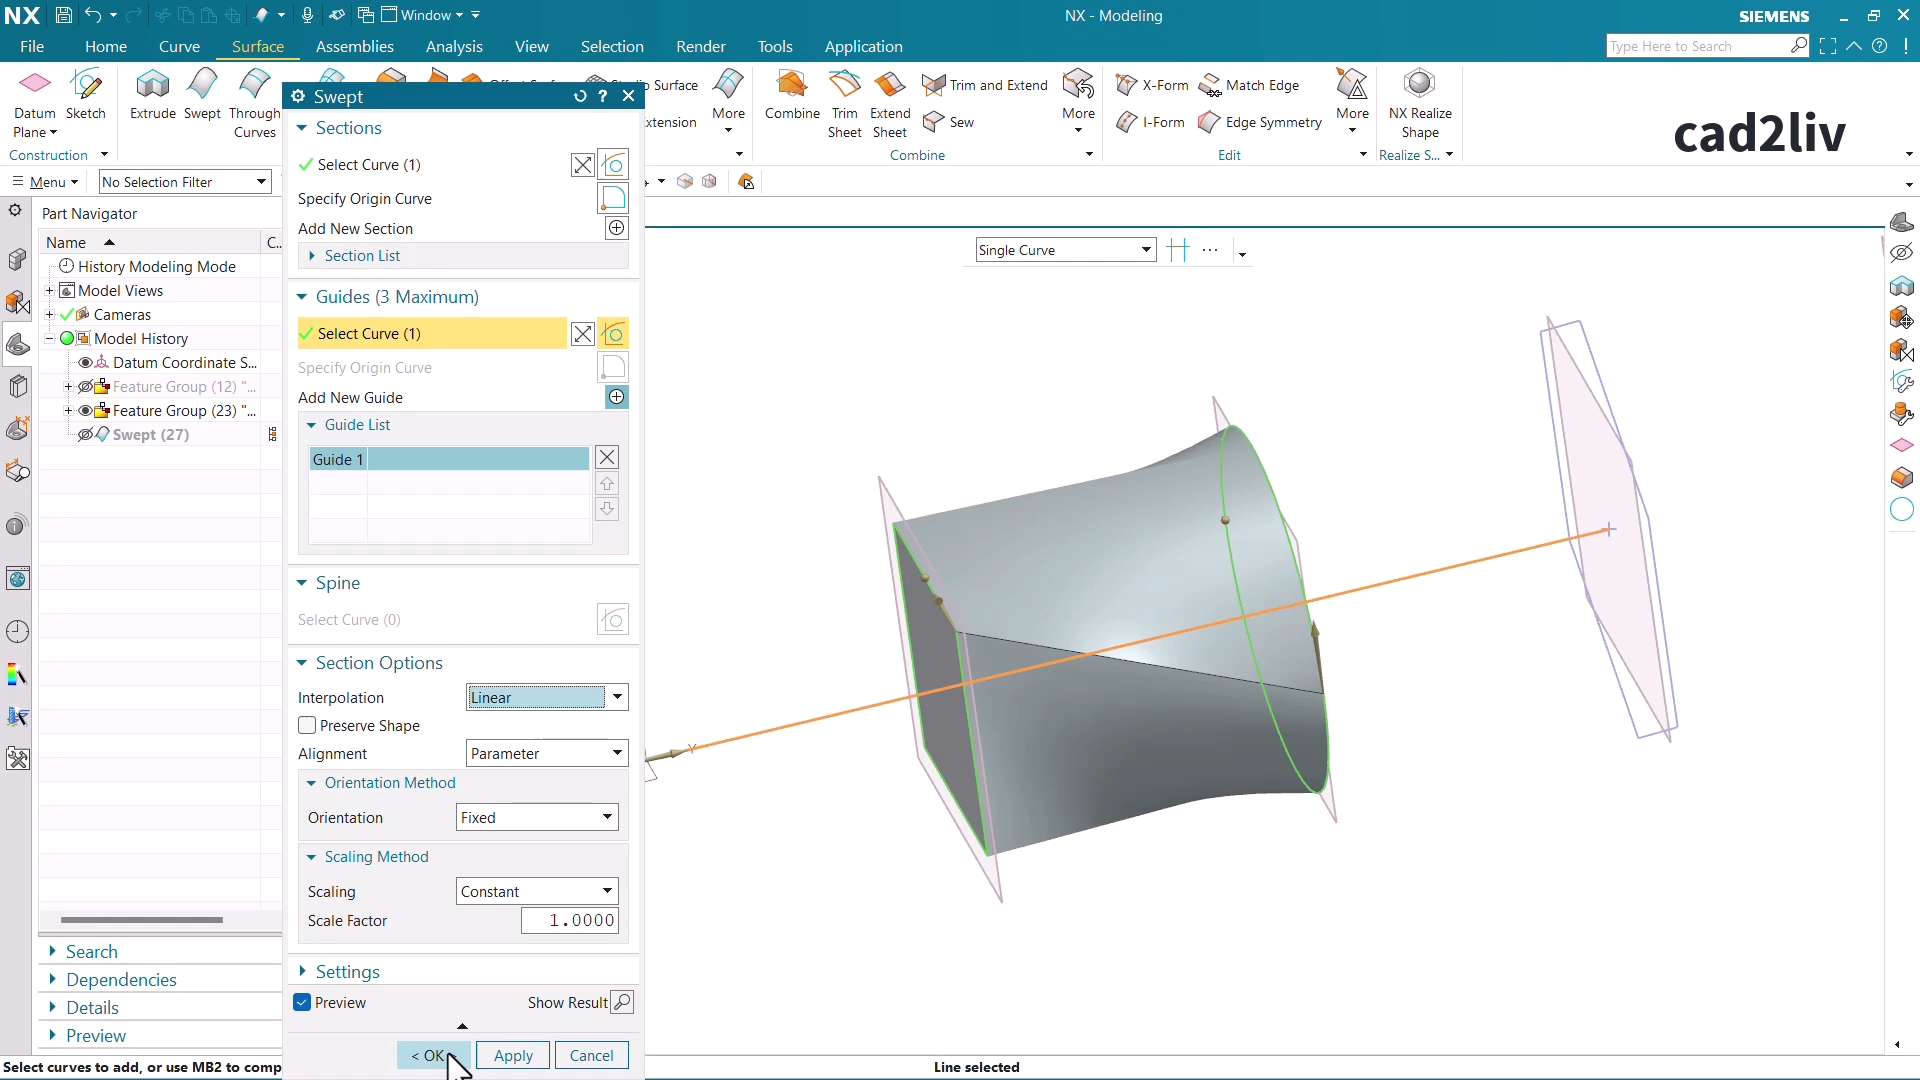 NX
Window
NX - Modeling
SIEMENS
File
Home
Curve
Surface
Assemblies
Analysis
View
Selection
Render
Tools
Application
Type Here to Search
Datum
Plane
Sketch
Extrude
Swept
Through
Curves
Surface
More
Combine
Trim
Sheet
Extend
Sheet
Trim and Extend
Sew
More
X-Form
Match Edge
I-Form
Edge Symmetry
More
NX Realize
Shape
cad2liv
Construction
Combine
Edit
Realize S...
Menu
No Selection Filter
Part Navigator
Name
C...
History Modeling Mode
Model Views
Cameras
Model History
Datum Coordinate S...
Feature Group (12) "...
Feature Group (23) "...
Swept (27)
Search
Dependencies
Details
Preview
Swept
Sections
Select Curve (1)
Specify Origin Curve
Add New Section
Section List
Guides (3 Maximum)
Select Curve (1)
Specify Origin Curve
Add New Guide
Guide List
Guide 1
Spine
Select Curve (0)
Section Options
Interpolation
Linear
Preserve Shape
Alignment
Parameter
Orientation Method
Orientation
Fixed
Scaling Method
Scaling
Constant
Scale Factor
1.0000
Settings
Preview
Show Result
< OK
Apply
Cancel
Single Curve
Y
Select curves to add, or use MB2 to comp
Line selected